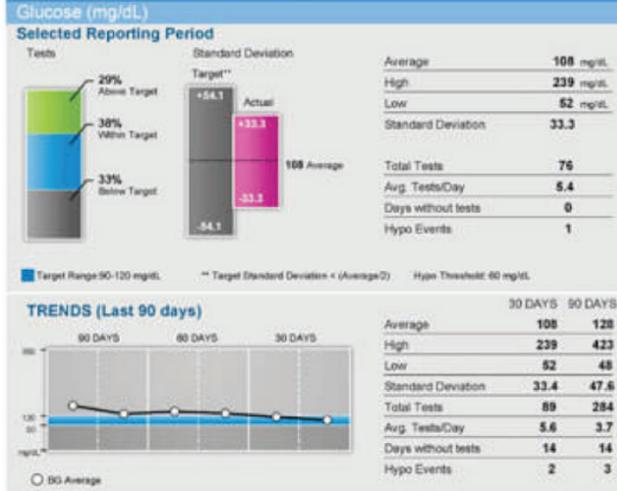 Glucose (mg/dL)
Selected Reporting Period
Tests
Standard Deviation
29%
Above Target
38%
Within Target
33%
Below Target
Target**
+54.1
-54.1
Actual
+33.3
-33.3
108 Average
Average 108 mg/dL
High 239 mg/dL
Low 52 mg/dL
Standard Deviation 33.3
Total Tests 76
Avg. Tests/Day 5.4
Days without tests 0
Hypo Events 1
Target Range:90-120 mg/dL ** Target Standard Deviation < (Average/2) Hypo Threshold: 60 mg/dL
TRENDS (Last 90 days)
90 DAYS 60 DAYS 30 DAYS
mg/dL
BG Average
30 DAYS 90 DAYS
Average 108 128
High 239 423
Low 52 48
Standard Deviation 33.4 47.6
Total Tests 89 284
Avg. Tests/Day 5.6 3.7
Days without tests 14 14
Hypo Events 2 3